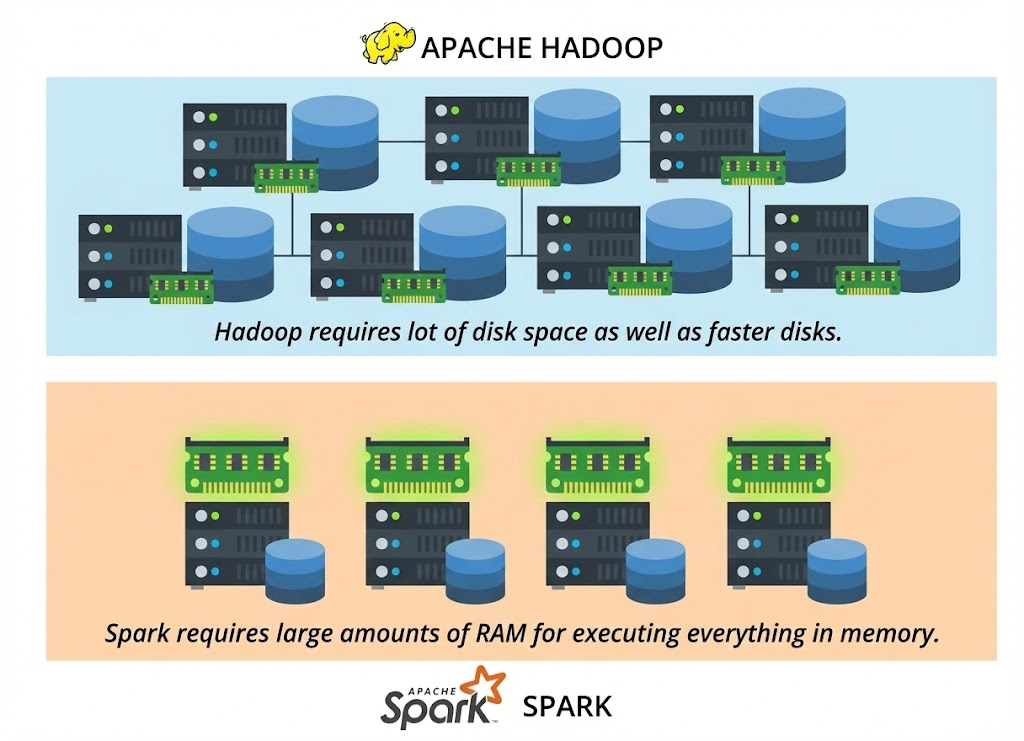 APACHE HADOOP
Hadoop requires lot of disk space as well as faster disks.
Spark requires large amounts of RAM for executing everything in memory.
APACHE
Spark
SPARK